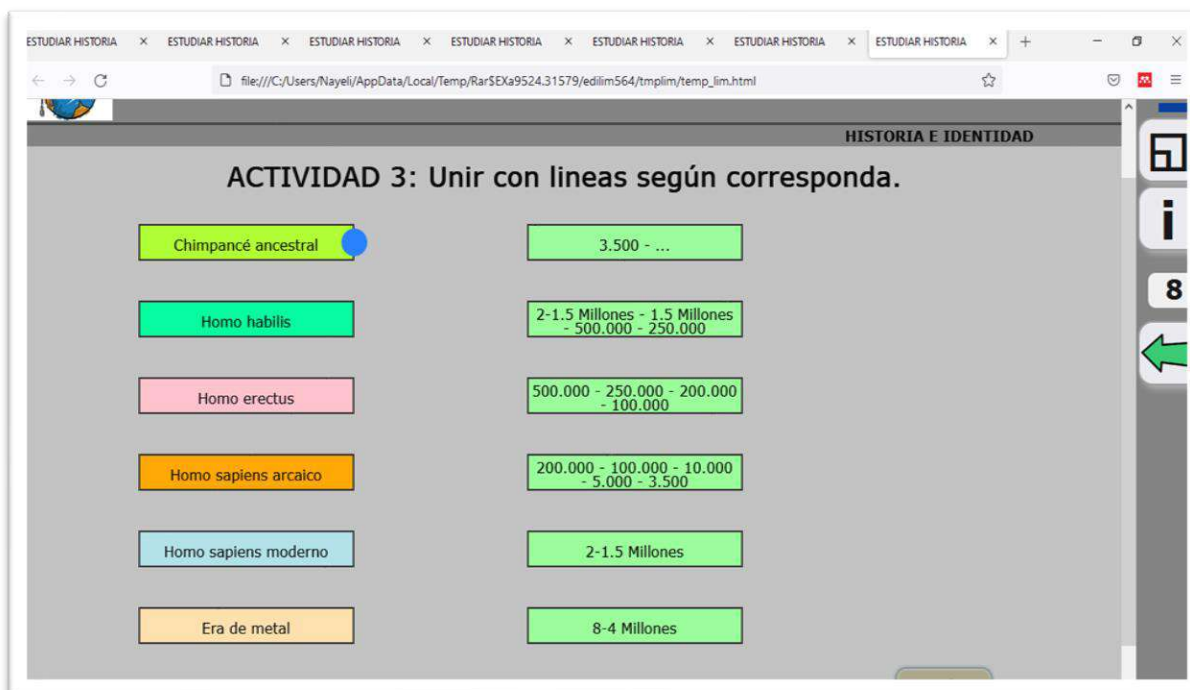 ESTUDIAR HISTORIA × ESTUDIAR HISTORIA × ESTUDIAR HISTORIA × ESTUDIAR HISTORIA × ESTUDIAR HISTORIA × ESTUDIAR HISTORIA × ESTUDIAR HISTORIA × +
file:///C:/Users/Nayeli/AppData/Local/Temp/Rar$EXa9524.31579/edilim564/tmplim/temp_lim.html
HISTORIA E IDENTIDAD
ACTIVIDAD 3: Unir con lineas según corresponda.
Chimpancé ancestral
3.500 - ...
Homo habilis
2-1.5 Millones - 1.5 Millones
- 500.000 - 250.000
Homo erectus
500.000 - 250.000 - 200.000
- 100.000
Homo sapiens arcaico
200.000 - 100.000 - 10.000
- 5.000 - 3.500
Homo sapiens moderno
2-1.5 Millones
Era de metal
8-4 Millones
i
8